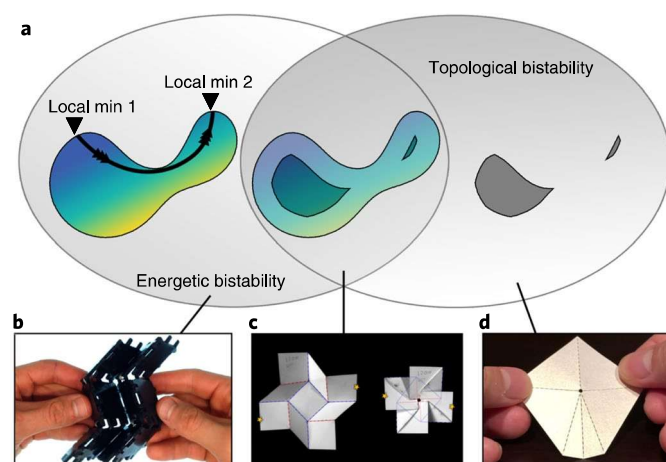 a
Local min 1
Local min 2
Topological bistability
Energetic bistability
b
c
d